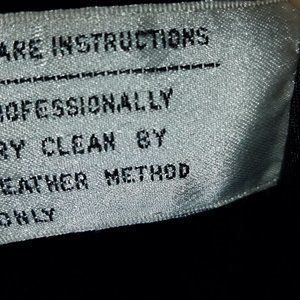 ARE INSTRUCTIONS
ROFESSIONALLY
RY CLEAN BY
EATHER METHOD
ONLY